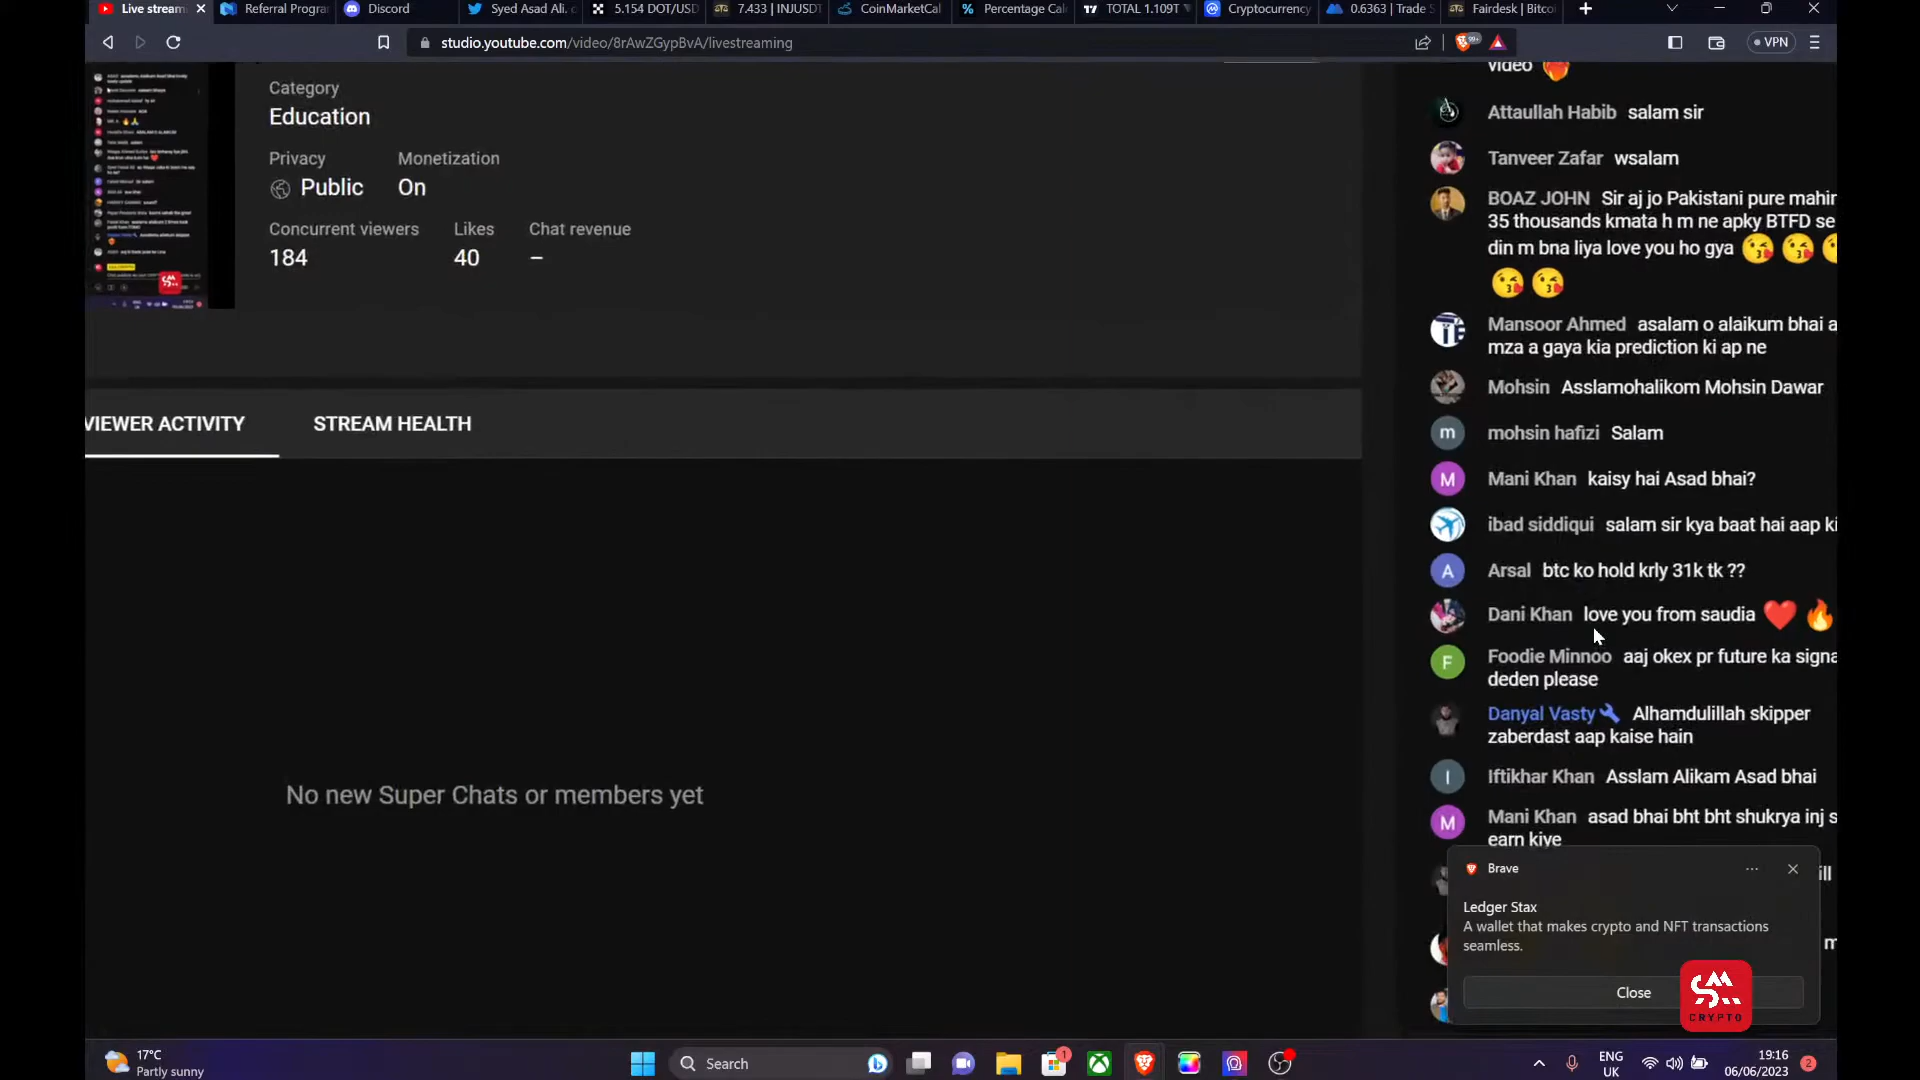 Live stream
Referral Progra
Discord
Syed Asad Ali.
5.154 DOT/USD
7.433 | INJUSDT
CoinMarketCal
Percentage Cal
TOTAL 1.109T
Cryptocurrency
0.6363 | Trade S
Fairdesk | Bitco
studio.youtube.com/video/8rAwZGypBvA/livestreaming
99+
VPN
Category
Education
Privacy
Monetization
Public
On
Concurrent viewers
Likes
Chat revenue
184
40
–
VIEWER ACTIVITY
STREAM HEALTH
No new Super Chats or members yet
video
Attaullah Habib salam sir
Tanveer Zafar wsalam
BOAZ JOHN Sir aj jo Pakistani pure mahin
35 thousands kmata h m ne apky BTFD se
din m bna liya love you ho gya
Mansoor Ahmed asalam o alaikum bhai a
mza a gaya kia prediction ki ap ne
Mohsin Asslamohalikom Mohsin Dawar
m
mohsin hafizi Salam
M
Mani Khan kaisy hai Asad bhai?
ibad siddiqui salam sir kya baat hai aap ki
A
Arsal btc ko hold krly 31k tk ??
Dani Khan love you from saudia
F
Foodie Minnoo aaj okex pr future ka signa
deden please
Danyal Vasty Alhamdulillah skipper
zaberdast aap kaise hain
I
Iftikhar Khan Asslam Alikam Asad bhai
M
Mani Khan asad bhai bht bht shukrya inj s
earn kiye
ill
m
Brave
Ledger Stax
A wallet that makes crypto and NFT transactions
seamless.
Close
CRYPTO
17°C
Partly sunny
Search
1
ENG
UK
19:16
06/06/2023
2